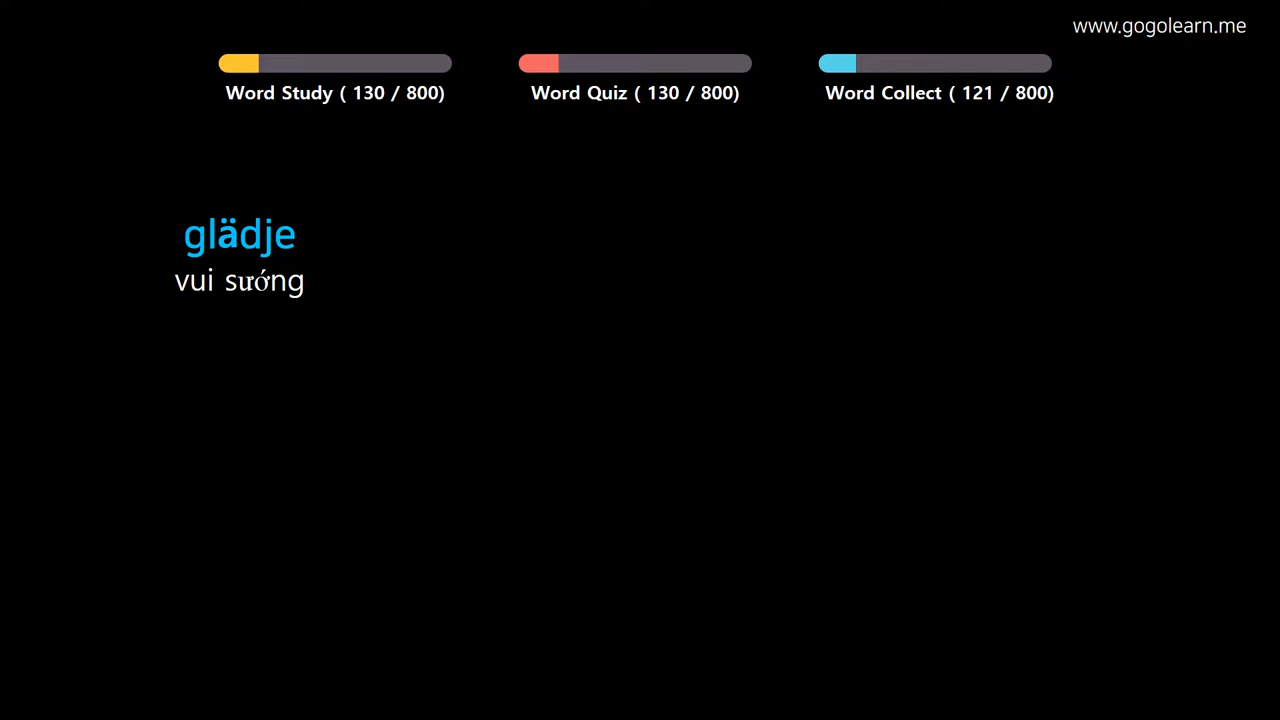 www.gogolearn.me
Word Study ( 130 / 800)
Word Quiz ( 130 / 800)
Word Collect ( 121 / 800)
glädje
vui sướng